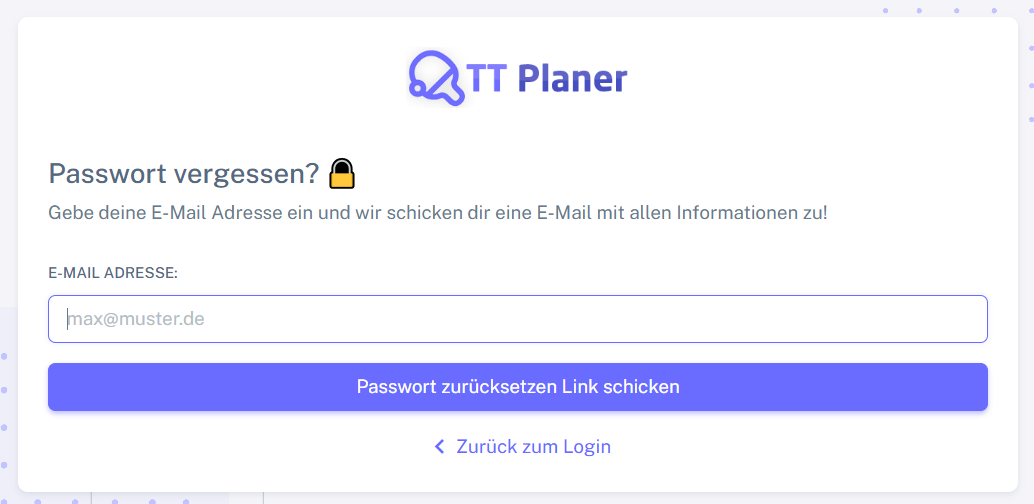 TT Planer
Passwort vergessen? 🔒
Gebe deine E-Mail Adresse ein und wir schicken dir eine E-Mail mit allen Informationen zu!
E-MAIL ADRESSE:
max@muster.de
Passwort zurücksetzen Link schicken
Zurück zum Login